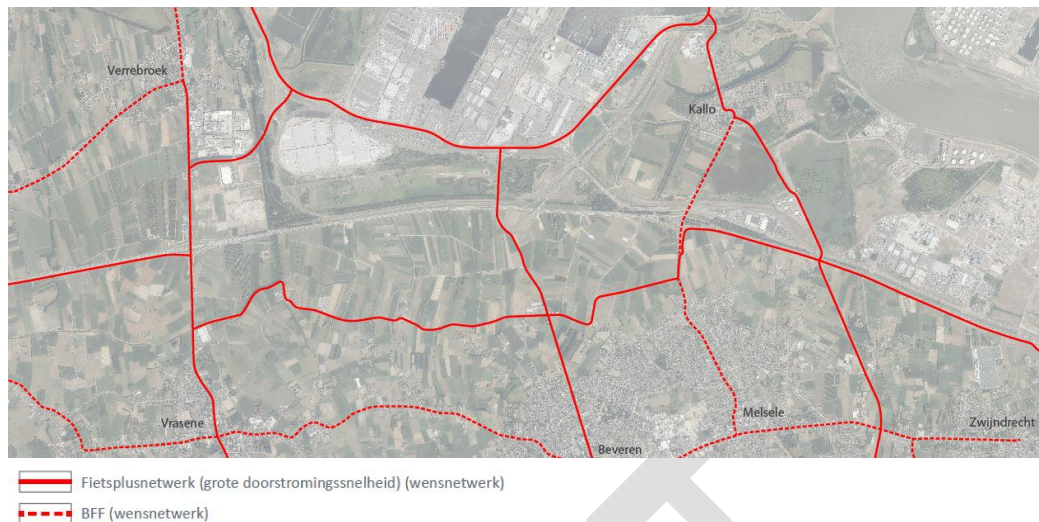 Verrebroek
Kallo
Vrasene
Melsele
Zwijndrecht
Beveren
Fietsplusnetwerk (grote doorstromingssnelheid) (wensnetwerk)
BFF (wensnetwerk)